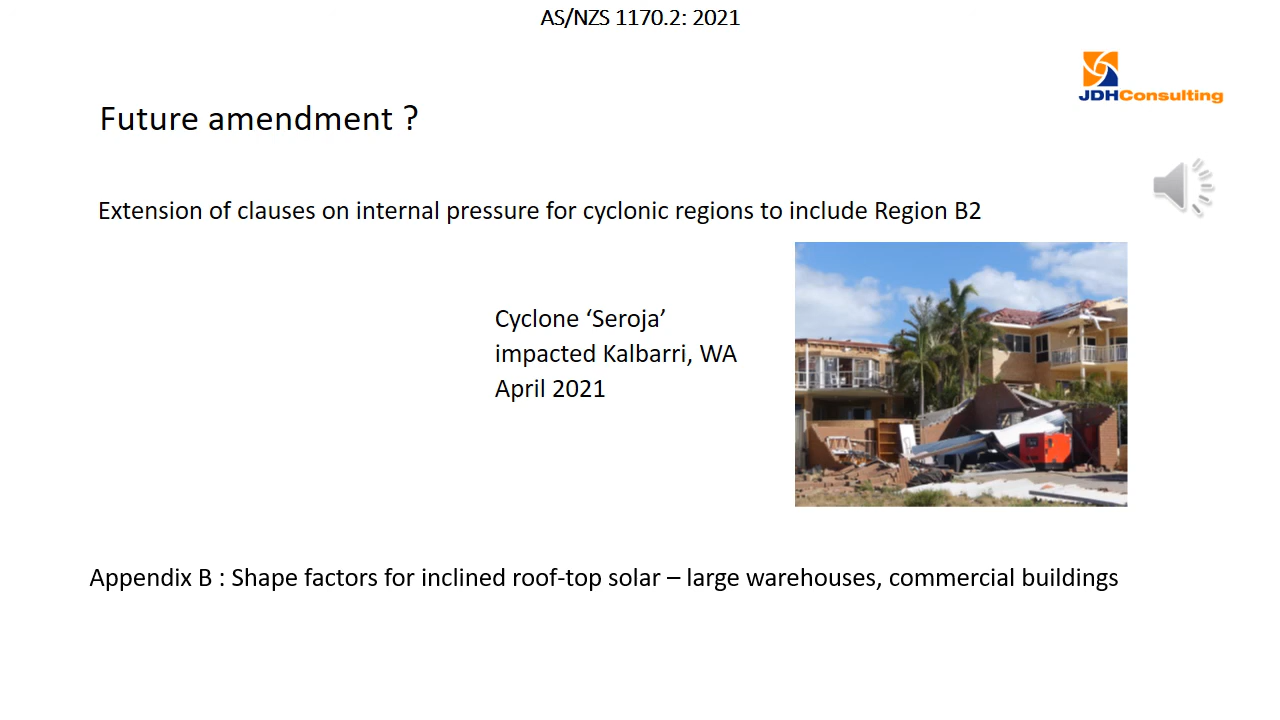 AS/NZS 1170.2: 2021
JDHConsulting
Future amendment ?
Extension of clauses on internal pressure for cyclonic regions to include Region B2
Cyclone ‘Seroja’
impacted Kalbarri, WA
April 2021
Appendix B : Shape factors for inclined roof-top solar – large warehouses, commercial buildings